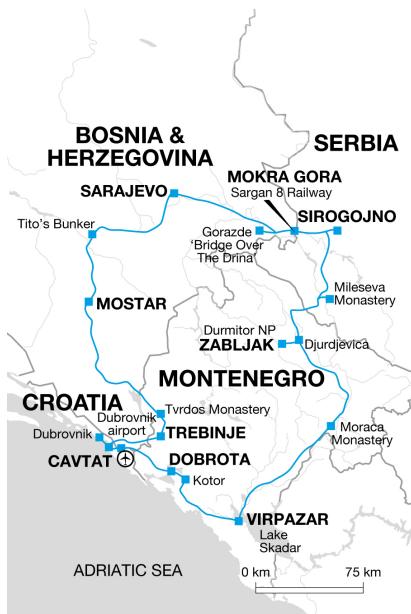 BOSNIA &
HERZEGOVINA
SERBIA
MOKRA GORA
Sargan 8 Railway
SARAJEVO
SIROGOJNO
Tito's Bunker
Gorazde
'Bridge Over
The Drina'
Mileseva
Monastery
MOSTAR
Durmitor NP
ZABLJAK
Djurdjevica
MONTENEGRO
CROATIA
Tvrdos Monastery
Dubrovnik
airport
Dubrovnik
TREBINJE
Moraca
Monastery
CAVTAT
DOBROTA
Kotor
VIRPAZAR
Lake
Skadar
ADRIATIC SEA
0 km
75 km